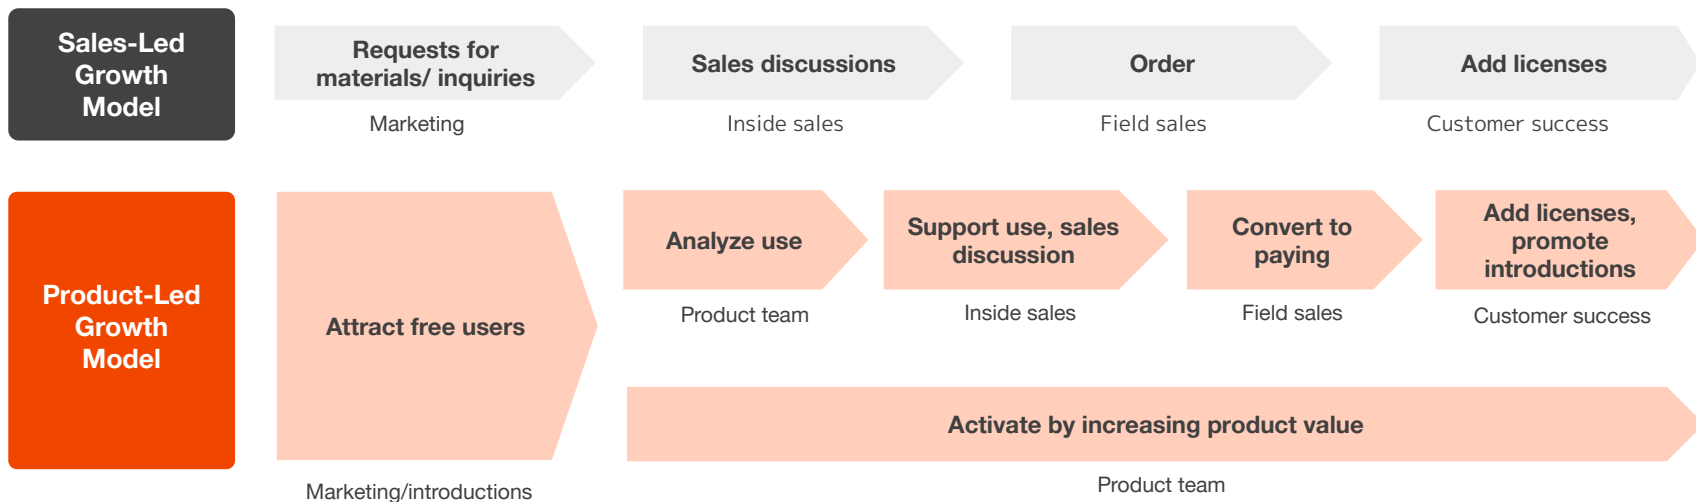 Sales-Led
Growth
Model
Requests for
materials/ inquiries
Marketing
Sales discussions
Inside sales
Order
Field sales
Add licenses
Customer success
Product-Led
Growth
Model
Attract free users
Marketing/introductions
Analyze use
Product team
Support use, sales
discussion
Inside sales
Convert to
paying
Field sales
Add licenses,
promote
introductions
Customer success
Activate by increasing product value
Product team